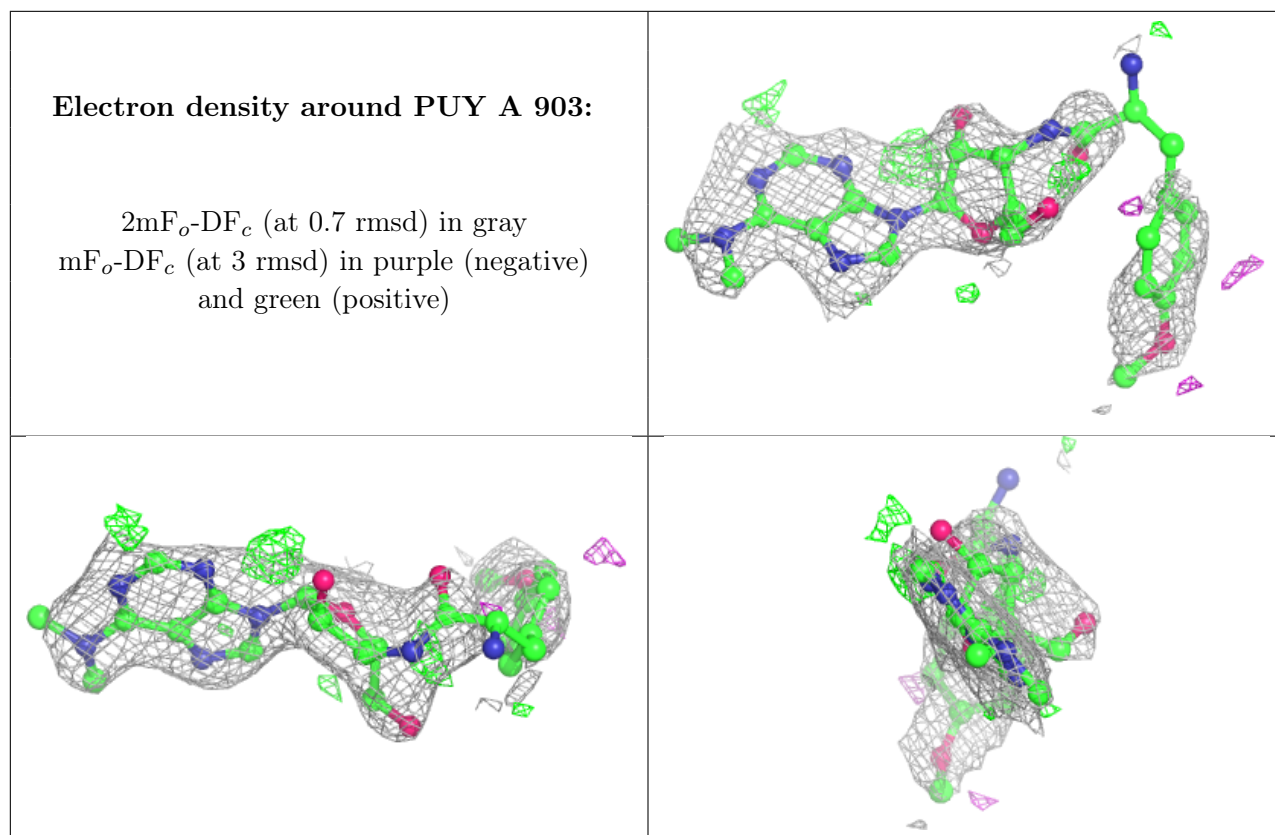 Electron density around PUY A 903:
2mFo-DFc (at 0.7 rmsd) in gray
mFo-DFc (at 3 rmsd) in purple (negative)
and green (positive)